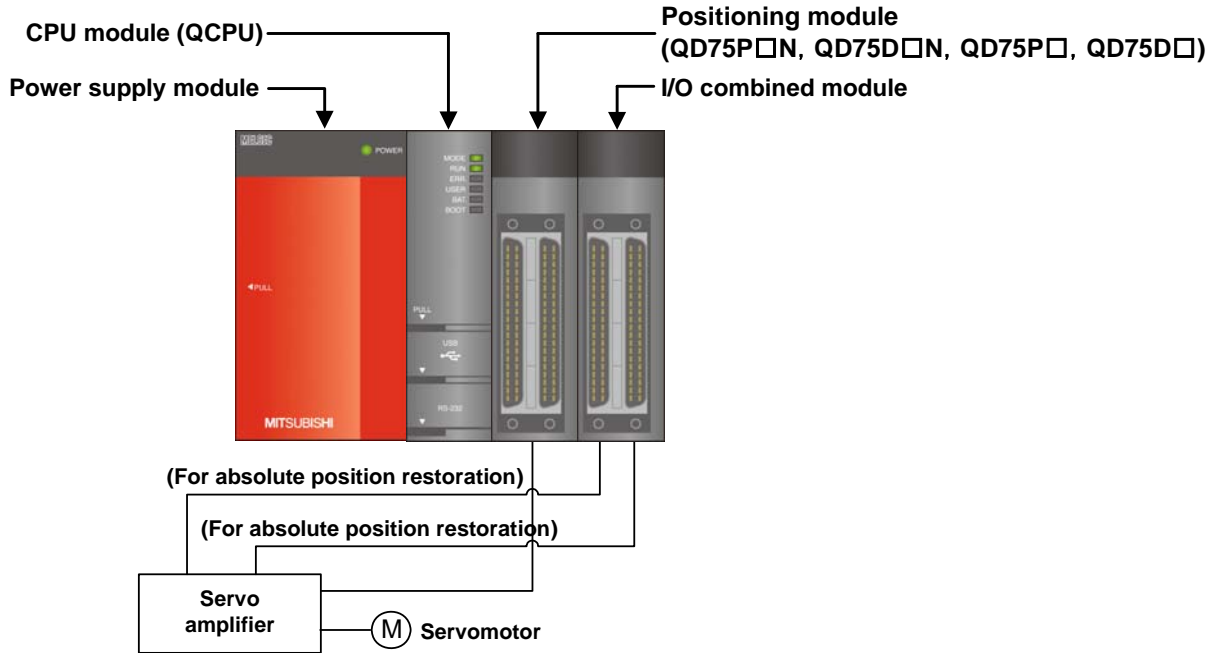 Positioning module
(QD75P□N, QD75D□N, QD75P□, QD75D□)
CPU module (QCPU)
Power supply module
I/O combined module
MELSEC
POWER
MODE
RUN
ERR.
USER
BAT.
BOOT
◄PULL
PULL
▼
USB
▼
RS-232
▼
MITSUBISHI
(For absolute position restoration)
(For absolute position restoration)
Servo
amplifier
M
Servomotor